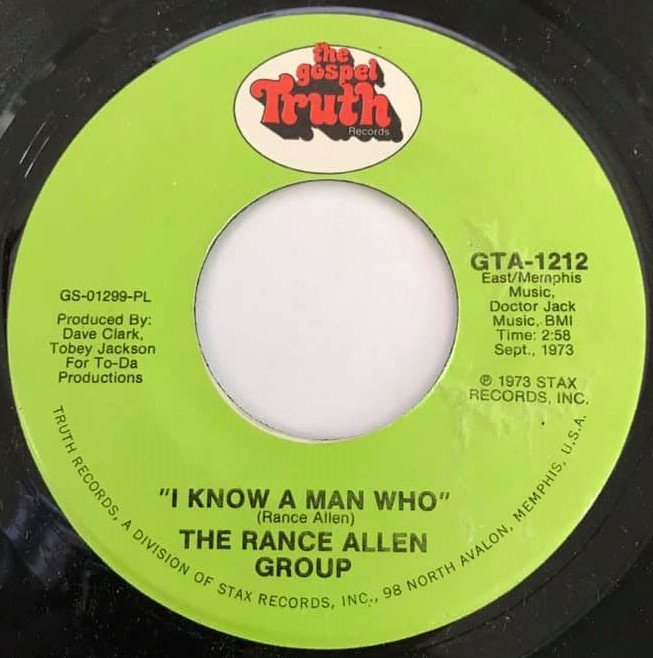 the
gospel
Truth
Records
GS-01299-PL
Produced By:
Dave Clark,
Tobey Jackson
For To-Da
Productions
GTA-1212
East/Memphis
Music,
Doctor Jack
Music, BMI
Time: 2:58
Sept., 1973
℗ 1973 STAX
RECORDS, INC.
"I KNOW A MAN WHO"
(Rance Allen)
THE RANCE ALLEN
GROUP
TRUTH RECORDS, A DIVISION OF STAX RECORDS, INC., 98 NORTH AVALON, MEMPHIS, U.S.A.